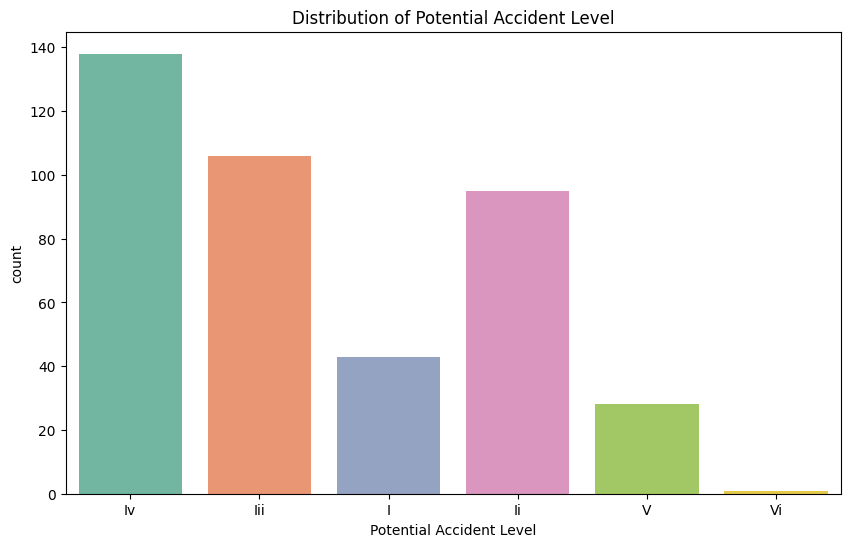 Distribution of Potential Accident Level
count
140
120
100
80
60
40
20
0
Iv Iii I Ii V Vi
Potential Accident Level